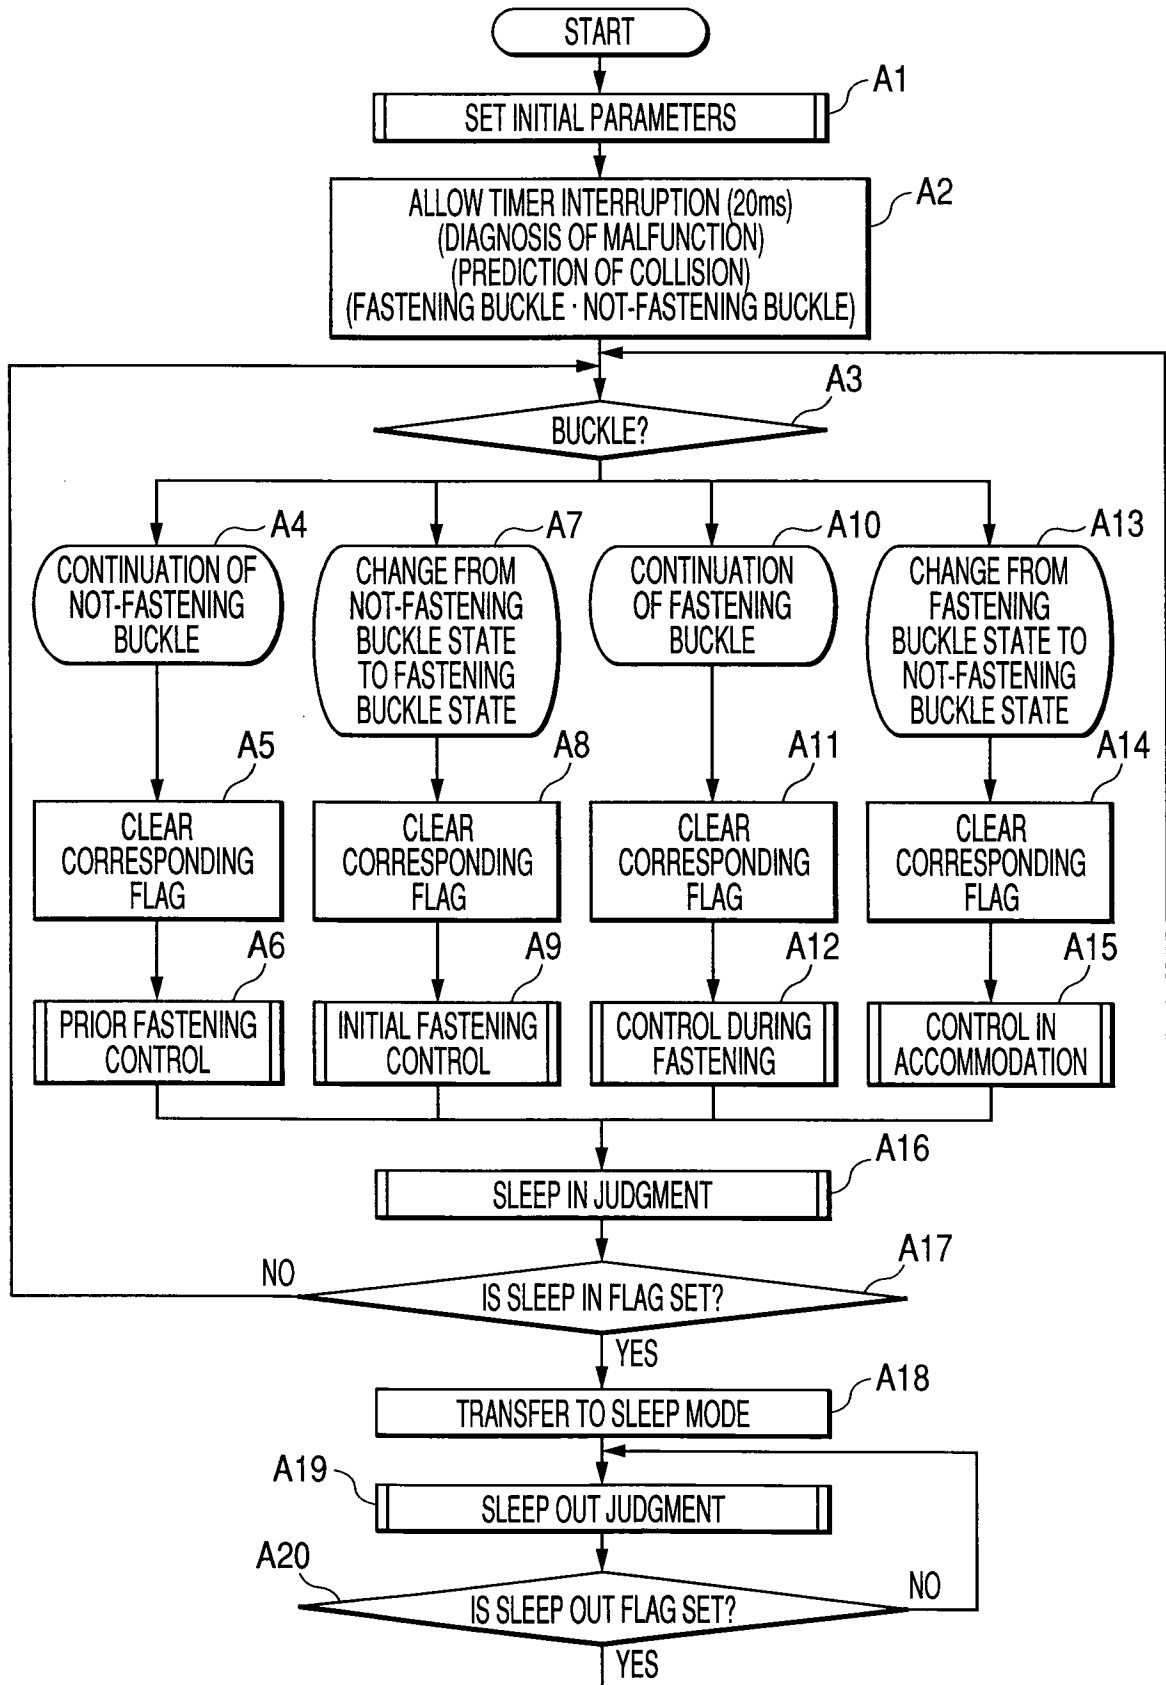 START
A1
SET INITIAL PARAMETERS
A2
ALLOW TIMER INTERRUPTION (20ms)
(DIAGNOSIS OF MALFUNCTION)
(PREDICTION OF COLLISION)
(FASTENING BUCKLE · NOT-FASTENING BUCKLE)
A3
BUCKLE?
A4
CONTINUATION OF
NOT-FASTENING
BUCKLE
A7
CHANGE FROM
NOT-FASTENING
BUCKLE STATE
TO FASTENING
BUCKLE STATE
A10
CONTINUATION
OF FASTENING
BUCKLE
A13
CHANGE FROM
FASTENING
BUCKLE STATE TO
NOT-FASTENING
BUCKLE STATE
A5
CLEAR
CORRESPONDING
FLAG
A8
CLEAR
CORRESPONDING
FLAG
A11
CLEAR
CORRESPONDING
FLAG
A14
CLEAR
CORRESPONDING
FLAG
A6
PRIOR FASTENING
CONTROL
A9
INITIAL FASTENING
CONTROL
A12
CONTROL DURING
FASTENING
A15
CONTROL IN
ACCOMMODATION
A16
SLEEP IN JUDGMENT
A17
NO
IS SLEEP IN FLAG SET?
YES
A18
TRANSFER TO SLEEP MODE
A19
SLEEP OUT JUDGMENT
A20
NO
IS SLEEP OUT FLAG SET?
YES